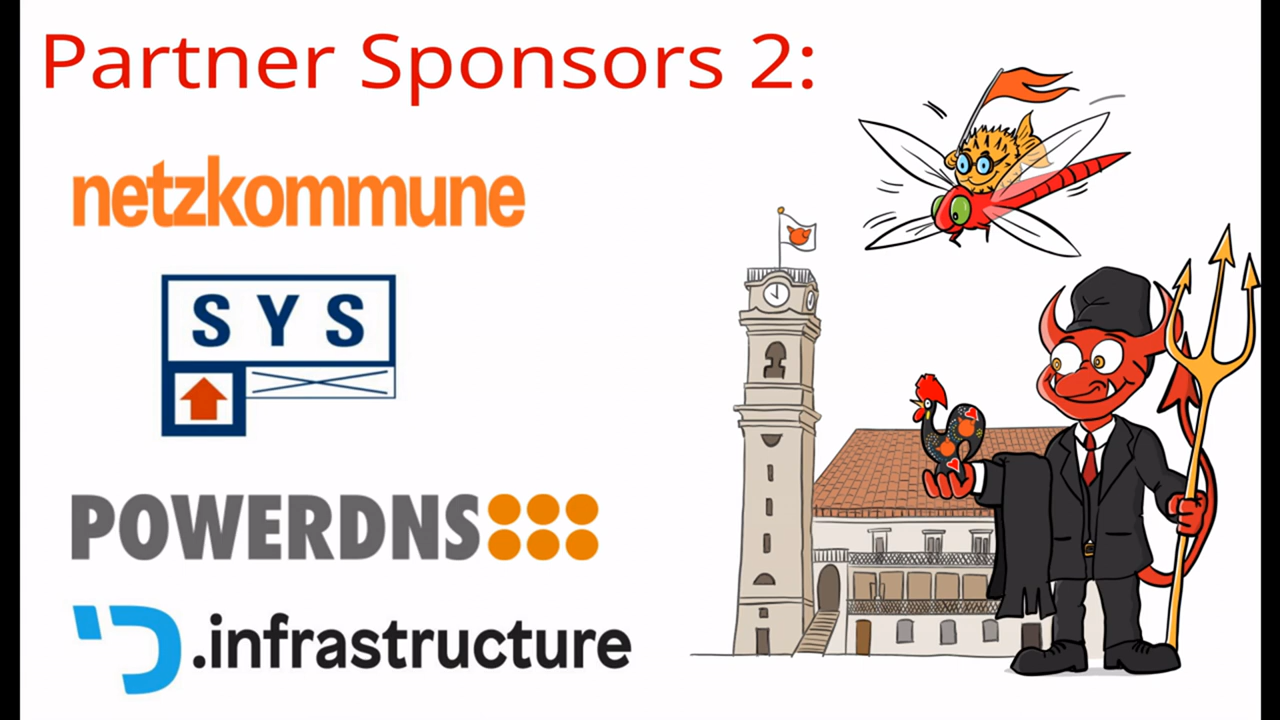 Partner Sponsors 2:
netzkommune
SYS
POWERDNS
.infrastructure